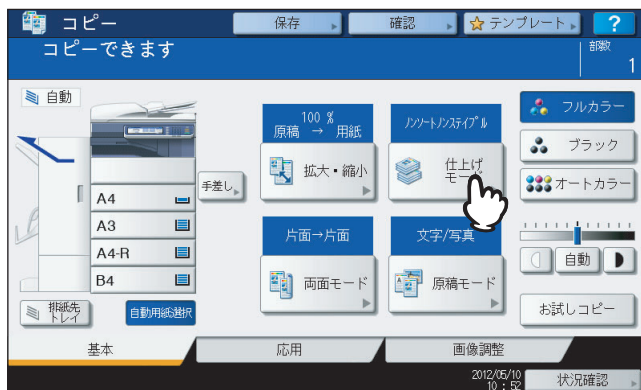 コピー
保存
確認
テンプレート
?
コピーできます
部数
1
自動
A4
A3
A4-R
B4
手差し
排紙先
トレイ
自動用紙選択
100 %
原稿 → 用紙
拡大・縮小
ノンソートノンステイプル
仕上げ
モード
片面→片面
両面モード
文字/写真
原稿モード
フルカラー
ブラック
オートカラー
自動
お試しコピー
基本
応用
画像調整
2012/05/10
10 : 52
状況確認